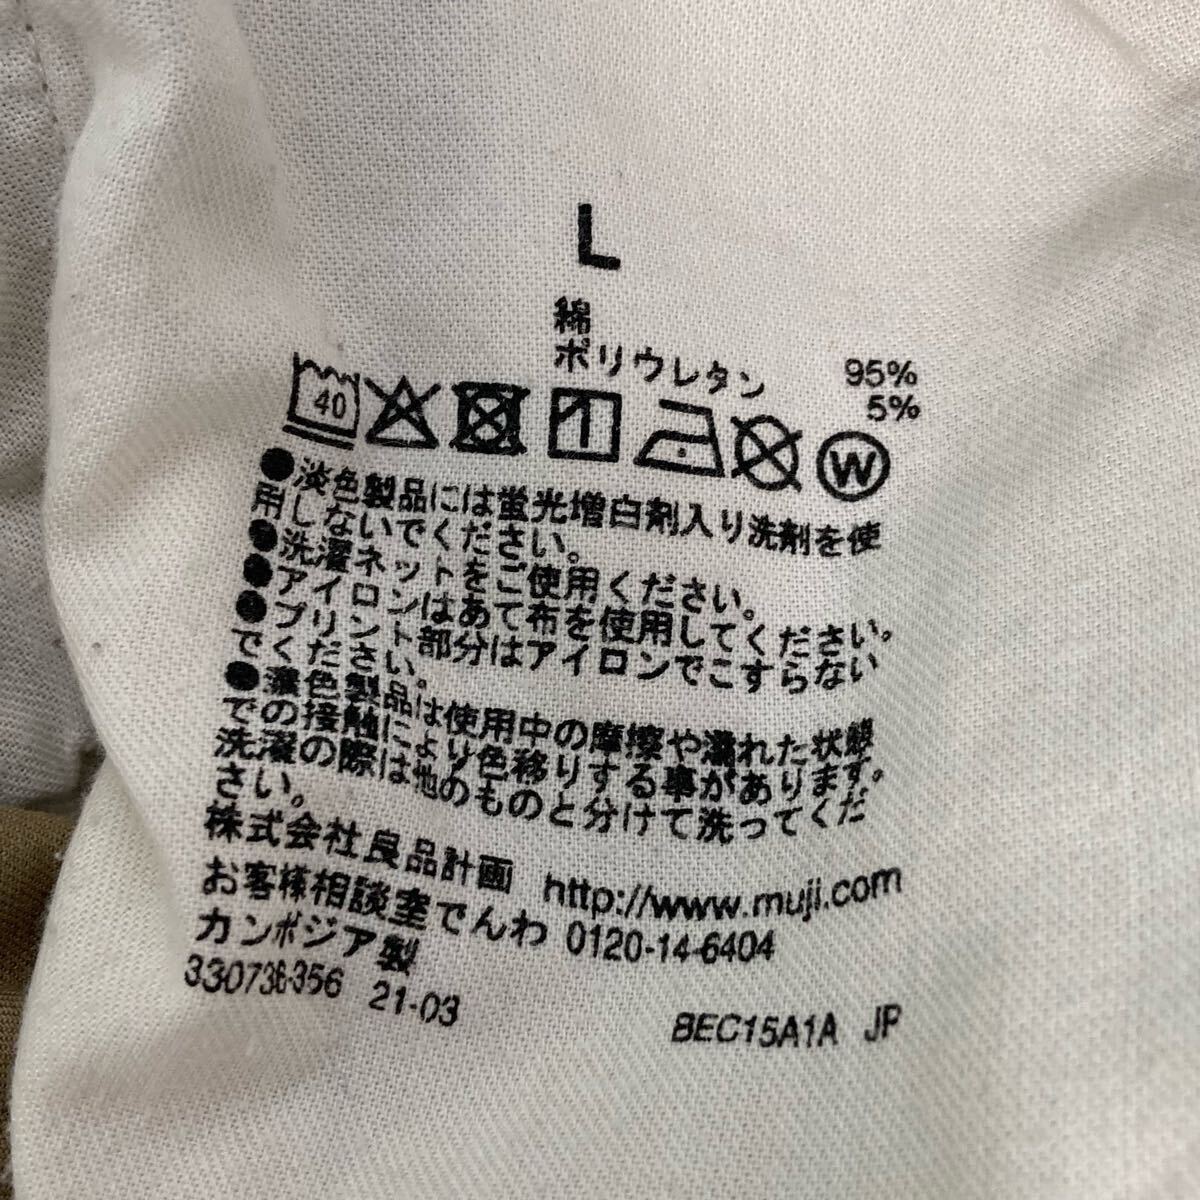 L
綿 95%
ポリウレタン 5%
40 W
●淡色製品には蛍光増白剤入り洗剤を使
用しないでください。
●洗濯ネットをご使用ください。
●アイロンはあて布を使用してください。
●プリント部分はアイロンでこすらない
でください。
●濃色製品は使用中の摩擦や濡れた状態
での接触により色移りする事があります。
洗濯の際は他のものと分けて洗ってくだ
さい。
株式会社良品計画 http://www.muji.com
お客様相談室でんわ 0120-14-6404
カンボジア製
330736-356 21-03
BEC15A1A JP